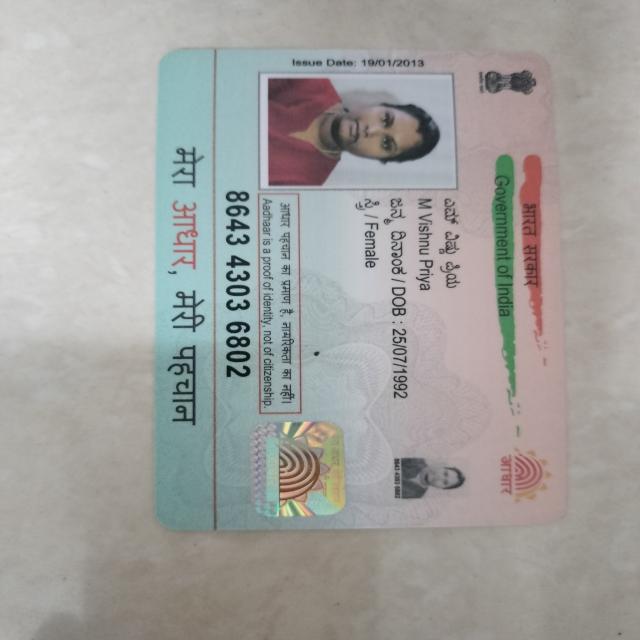 भारत सरकार
Government of India
Issue Date: 19/01/2013
ಎಮ್ ವಿಷ್ಣು ಪ್ರಿಯ
M Vishnu Priya
ಜನ್ಮ ದಿನಾಂಕ / DOB : 25/07/1992
ಸ್ತ್ರೀ / Female
आधार
8643 4303 6802
आधार पहचान का प्रमाण है, नागरिकता का नहीं।
Aadhaar is a proof of identity, not of citizenship.
8643 4303 6802
मेरा आधार, मेरी पहचान